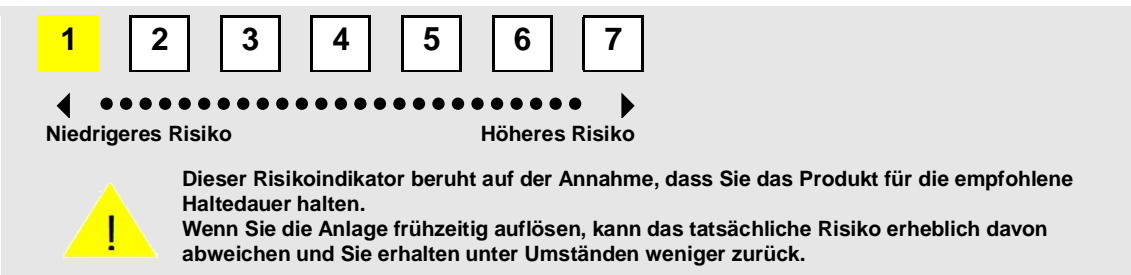 1 2 3 4 5 6 7
Niedrigeres Risiko Höheres Risiko
Dieser Risikoindikator beruht auf der Annahme, dass Sie das Produkt für die empfohlene
Haltedauer halten.
Wenn Sie die Anlage frühzeitig auflösen, kann das tatsächliche Risiko erheblich davon
abweichen und Sie erhalten unter Umständen weniger zurück.
!